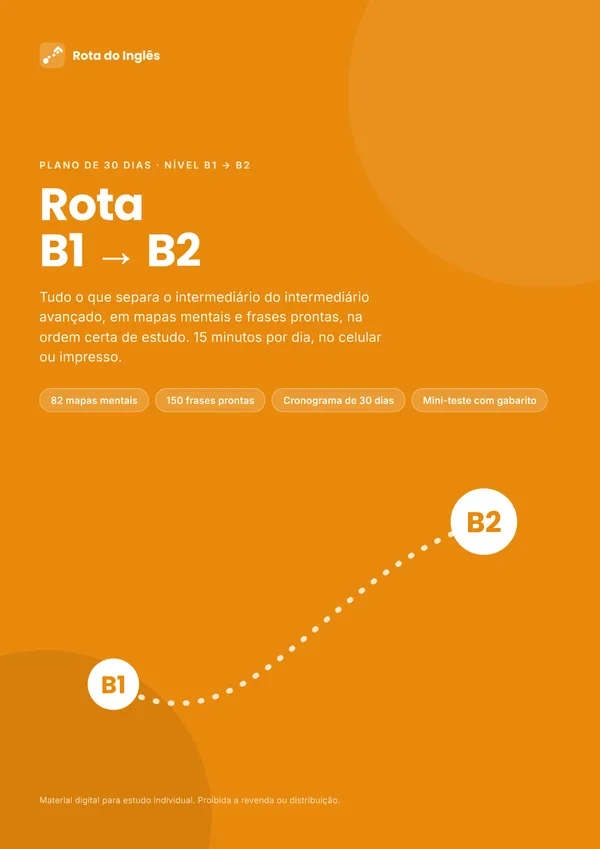 Rota do Inglês
PLANO DE 30 DIAS · NÍVEL B1 → B2
Rota
B1 → B2
Tudo o que separa o intermediário do intermediário
avançado, em mapas mentais e frases prontas, na
ordem certa de estudo. 15 minutos por dia, no celular
ou impresso.
82 mapas mentais
150 frases prontas
Cronograma de 30 dias
Mini-teste com gabarito
B2
B1
Material digital para estudo individual. Proibida a revenda ou distribuição.